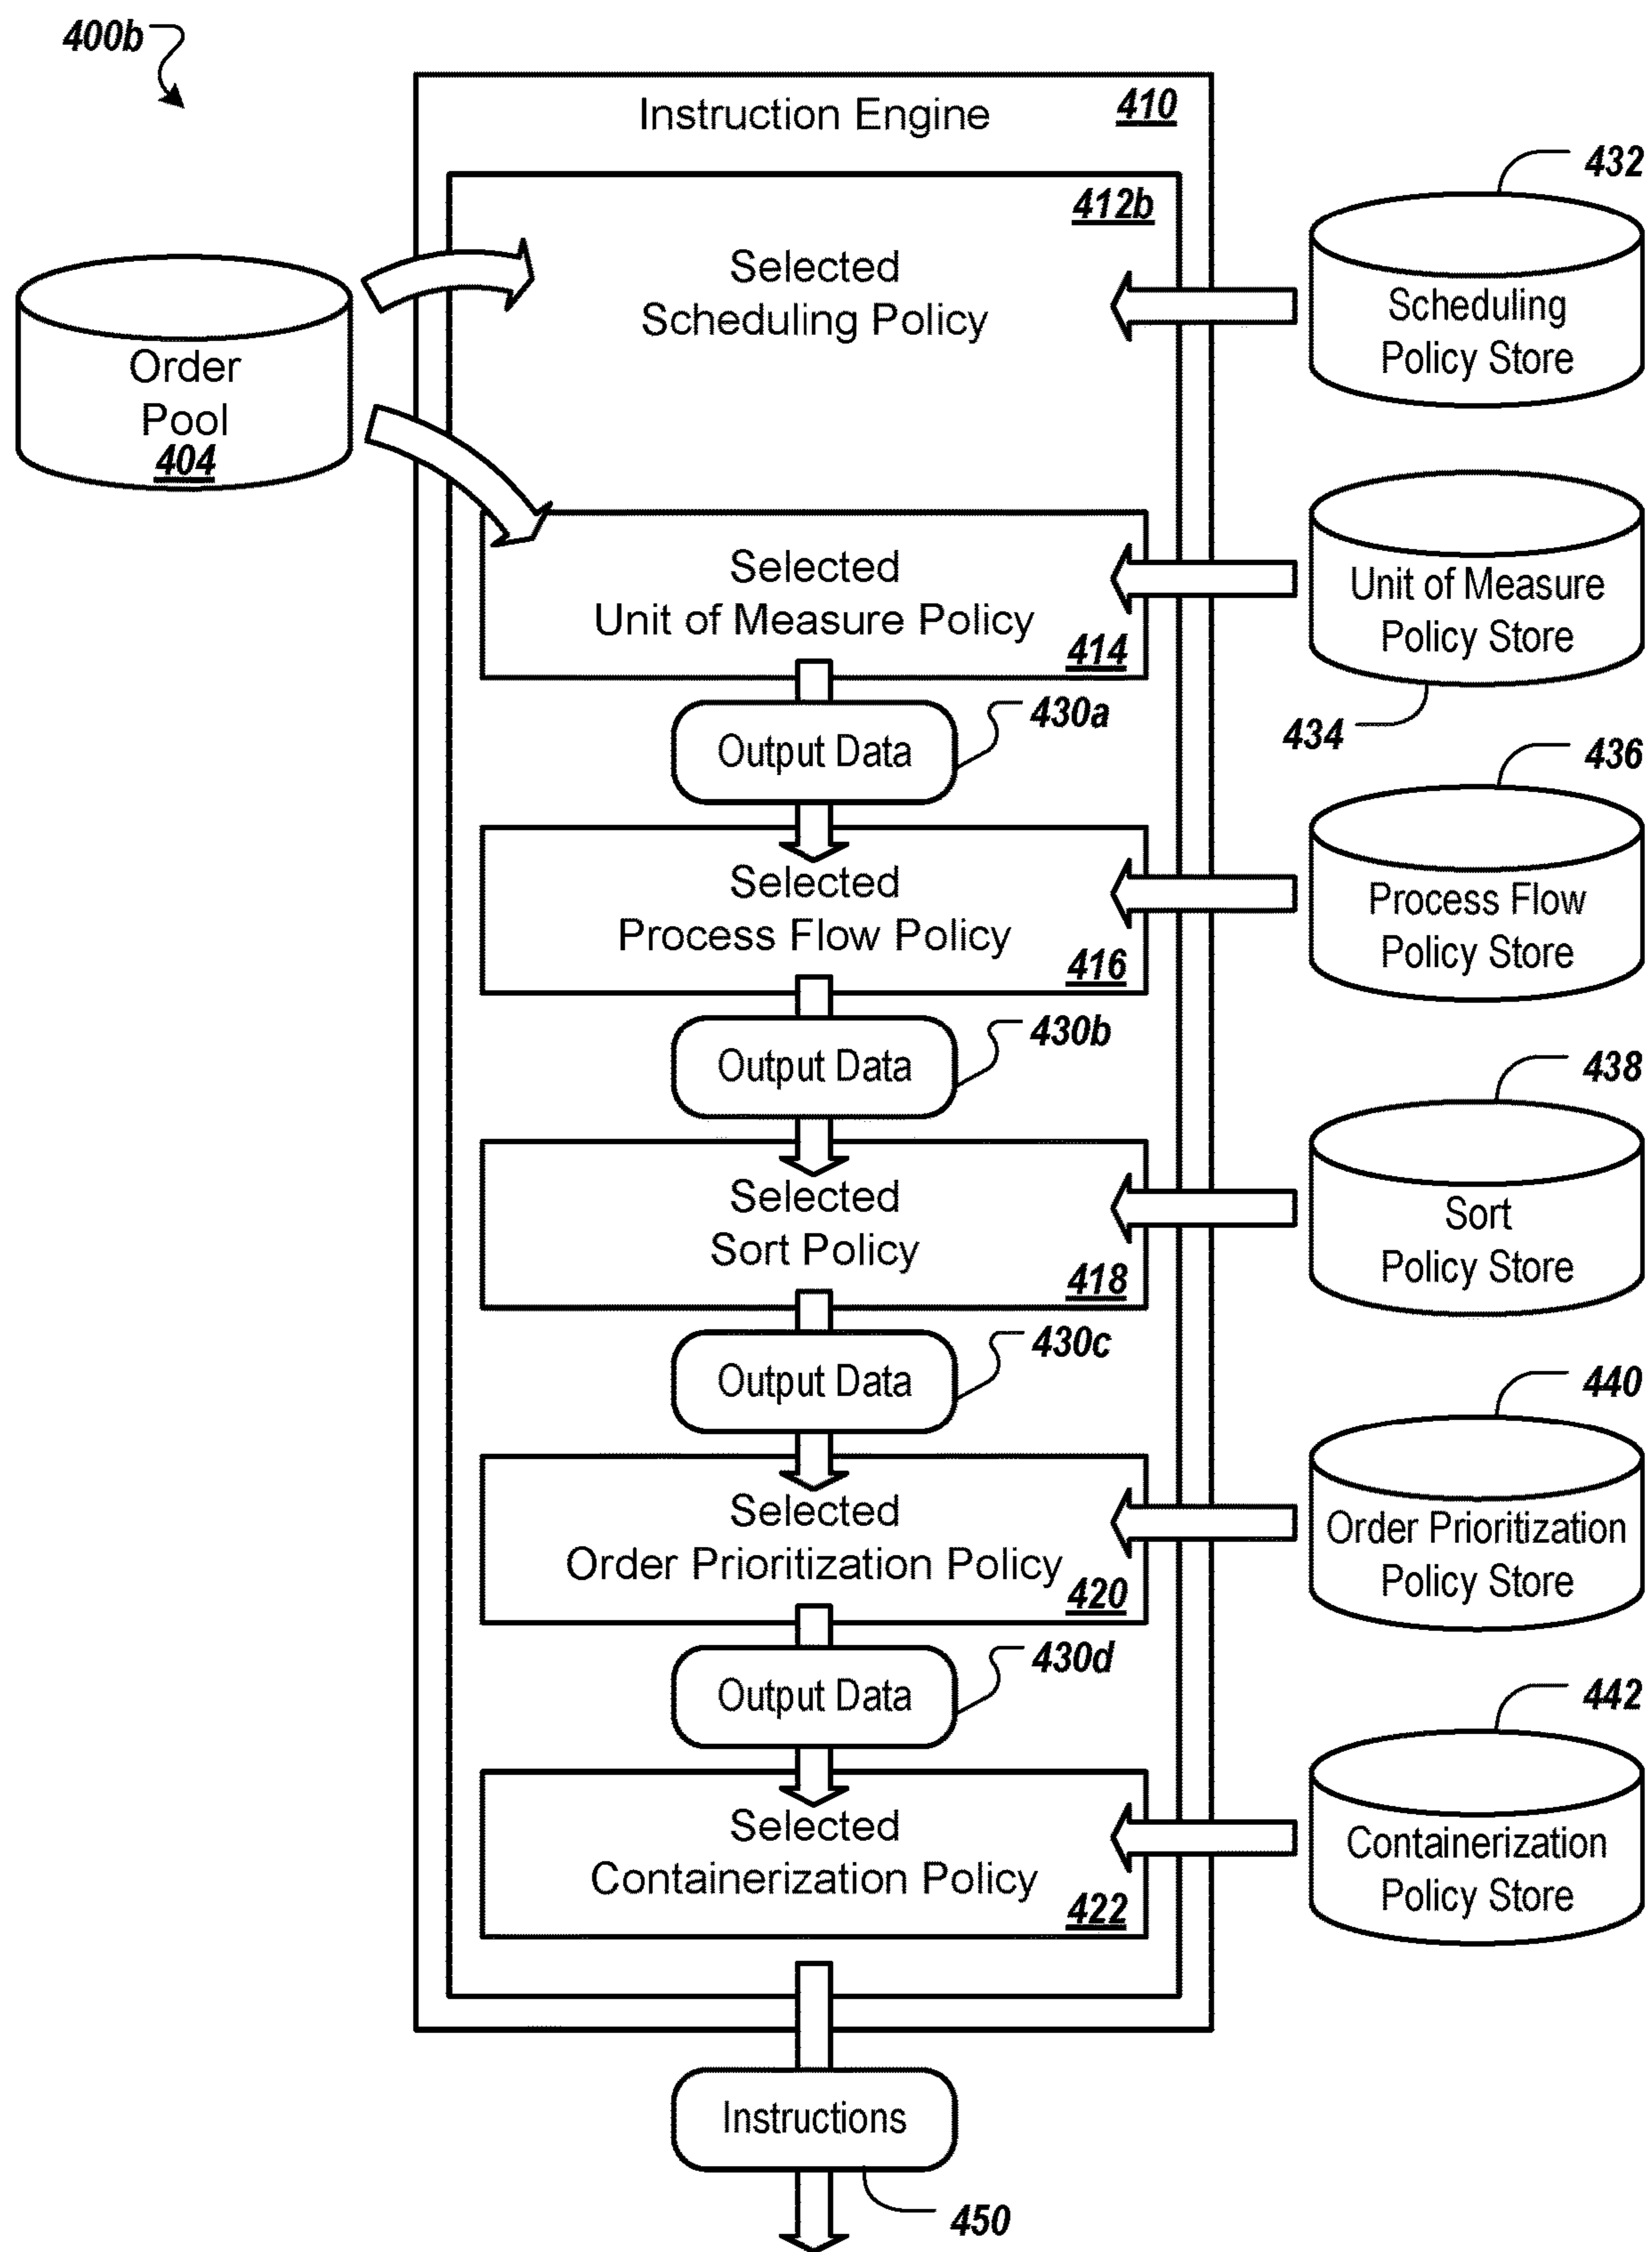 400b
Instruction Engine
410
412b
Selected
Scheduling Policy
432
Scheduling
Policy Store
Order
Pool
404
Selected
Unit of Measure Policy
414
Unit of Measure
Policy Store
434
430a
Output Data
436
Selected
Process Flow Policy
416
Process Flow
Policy Store
430b
Output Data
438
Selected
Sort Policy
418
Sort
Policy Store
430c
Output Data
440
Selected
Order Prioritization Policy
420
Order Prioritization
Policy Store
430d
Output Data
442
Selected
Containerization Policy
422
Containerization
Policy Store
Instructions
450